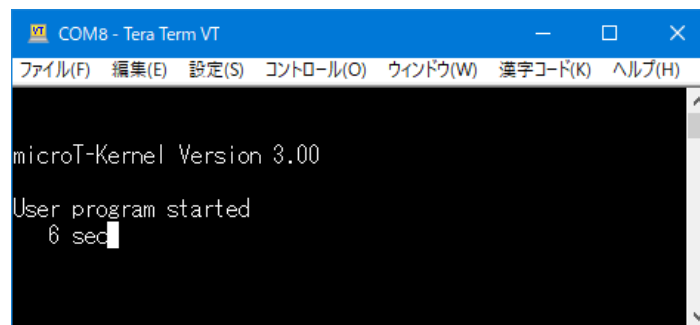 COM8 - Tera Term VT
ファイル(F) 編集(E) 設定(S) コントロール(O) ウィンドウ(W) 漢字コード(K) ヘルプ(H)
microT-Kernel Version 3.00
User program started
6 sec